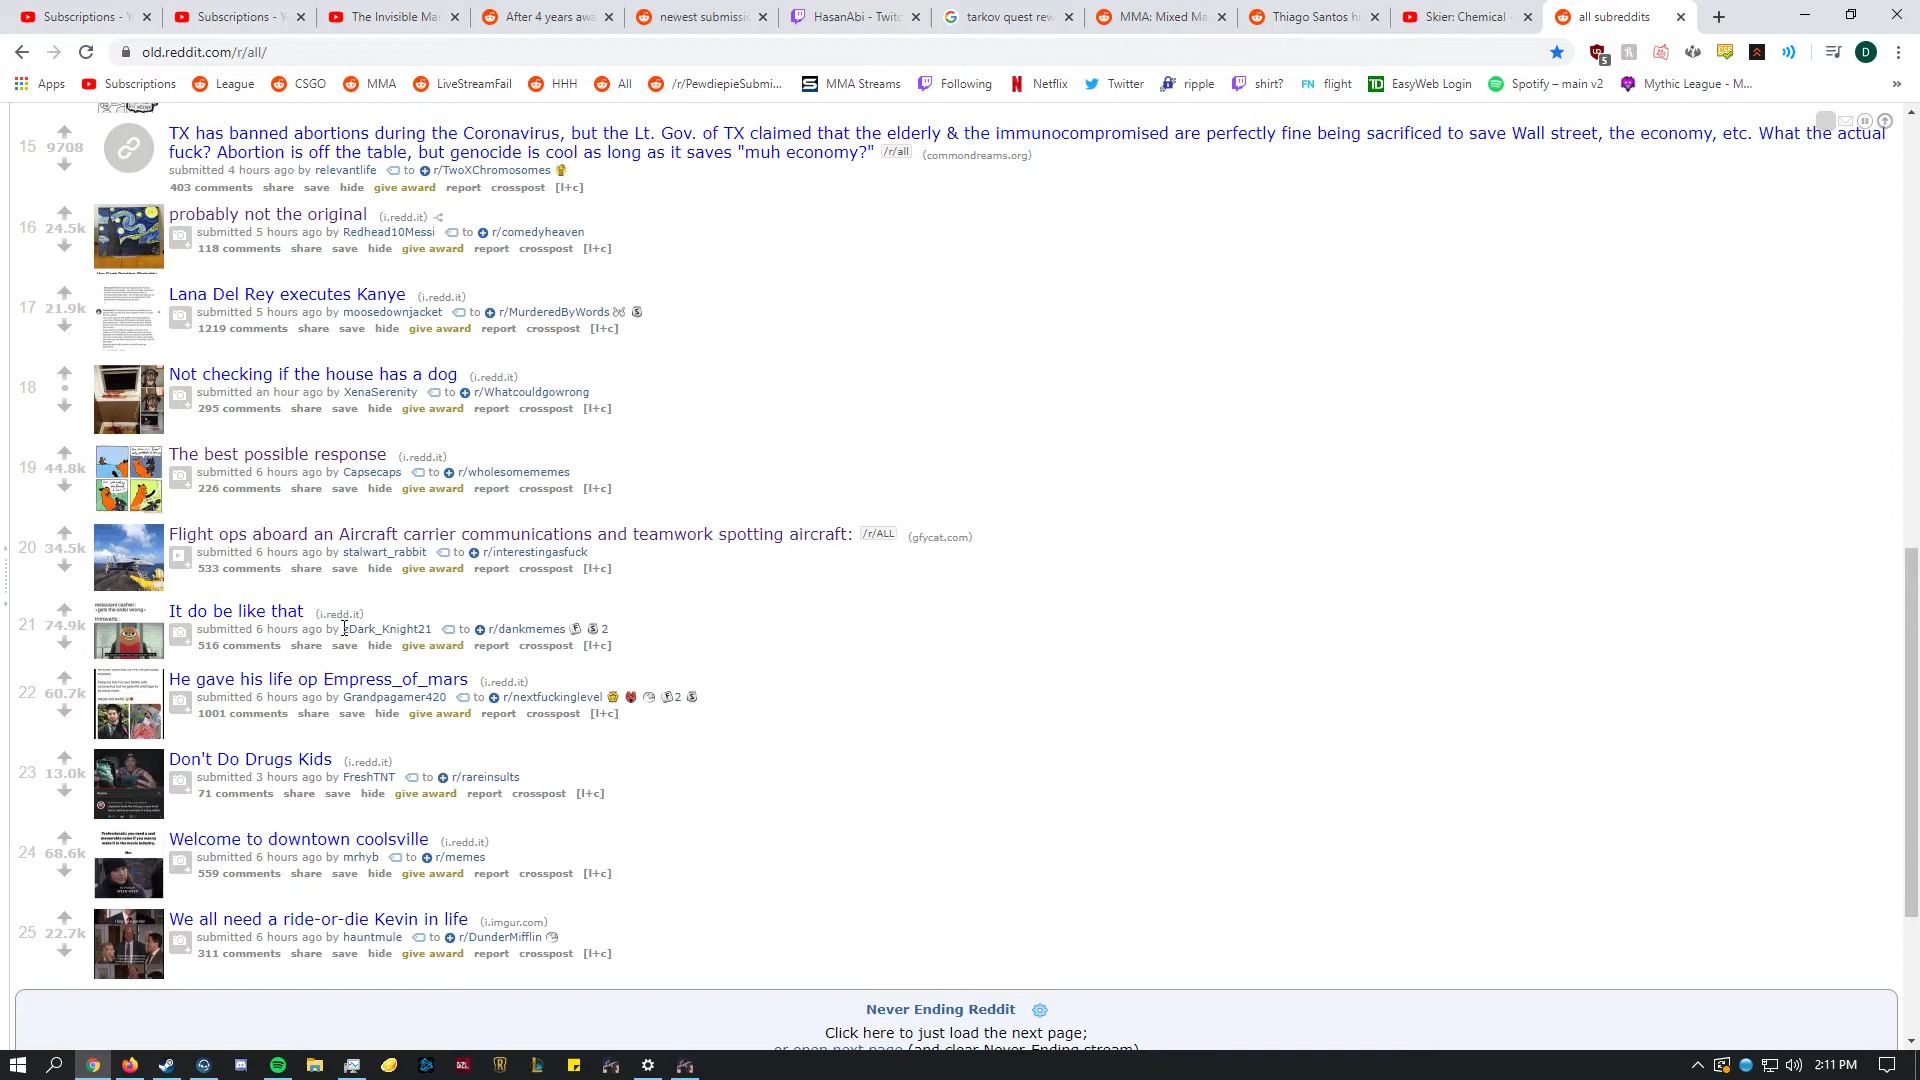 Subscriptions - Y
Subscriptions - Y
The Invisible Ma
After 4 years awa
newest submissi
HasanAbi - Twitc
tarkov quest rew
MMA: Mixed Ma
Thiago Santos h
Skier: Chemical -
all subreddits
old.reddit.com/r/all/
5
D
Apps
Subscriptions
League
CSGO
MMA
LiveStreamFail
HHH
All
/r/PewdiepieSubmi...
MMA Streams
Following
Netflix
Twitter
ripple
shirt?
FN flight
TD EasyWeb Login
Spotify – main v2
Mythic League - M...
»
15 9708
TX has banned abortions during the Coronavirus, but the Lt. Gov. of TX claimed that the elderly & the immunocompromised are perfectly fine being sacrificed to save Wall street, the economy, etc. What the actual
fuck? Abortion is off the table, but genocide is cool as long as it saves "muh economy?" /r/all (commondreams.org)
submitted 4 hours ago by relevantlife to r/TwoXChromosomes
403 comments share save hide give award report crosspost [l+c]
16 24.5k
probably not the original (i.redd.it)
submitted 5 hours ago by Redhead10Messi to r/comedyheaven
118 comments share save hide give award report crosspost [l+c]
17 21.9k
Lana Del Rey executes Kanye (i.redd.it)
submitted 5 hours ago by moosedownjacket to r/MurderedByWords
1219 comments share save hide give award report crosspost [l+c]
18 •
Not checking if the house has a dog (i.redd.it)
submitted an hour ago by XenaSerenity to r/Whatcouldgowrong
295 comments share save hide give award report crosspost [l+c]
19 44.8k
The best possible response (i.redd.it)
submitted 6 hours ago by Capsecaps to r/wholesomememes
226 comments share save hide give award report crosspost [l+c]
20 34.5k
Flight ops aboard an Aircraft carrier communications and teamwork spotting aircraft: /r/ALL (gfycat.com)
submitted 6 hours ago by stalwart_rabbit to r/interestingasfuck
533 comments share save hide give award report crosspost [l+c]
21 74.9k
restaurant cashier:
*gets the order wrong*
Introverts:
It do be like that (i.redd.it)
submitted 6 hours ago by zDark_Knight21 to r/dankmemes 2
516 comments share save hide give award report crosspost [l+c]
22 60.7k
He gave his life op Empress_of_mars (i.redd.it)
submitted 6 hours ago by Grandpagamer420 to r/nextfuckinglevel 2
1001 comments share save hide give award report crosspost [l+c]
23 13.0k
Don't Do Drugs Kids (i.redd.it)
submitted 3 hours ago by FreshTNT to r/rareinsults
71 comments share save hide give award report crosspost [l+c]
24 68.6k
Welcome to downtown coolsville (i.redd.it)
submitted 6 hours ago by mrhyb to r/memes
559 comments share save hide give award report crosspost [l+c]
25 22.7k
We all need a ride-or-die Kevin in life (i.imgur.com)
submitted 6 hours ago by hauntmule to r/DunderMifflin
311 comments share save hide give award report crosspost [l+c]
Never Ending Reddit
Click here to just load the next page;
or open next page (and clear Never-Ending stream)
2:11 PM